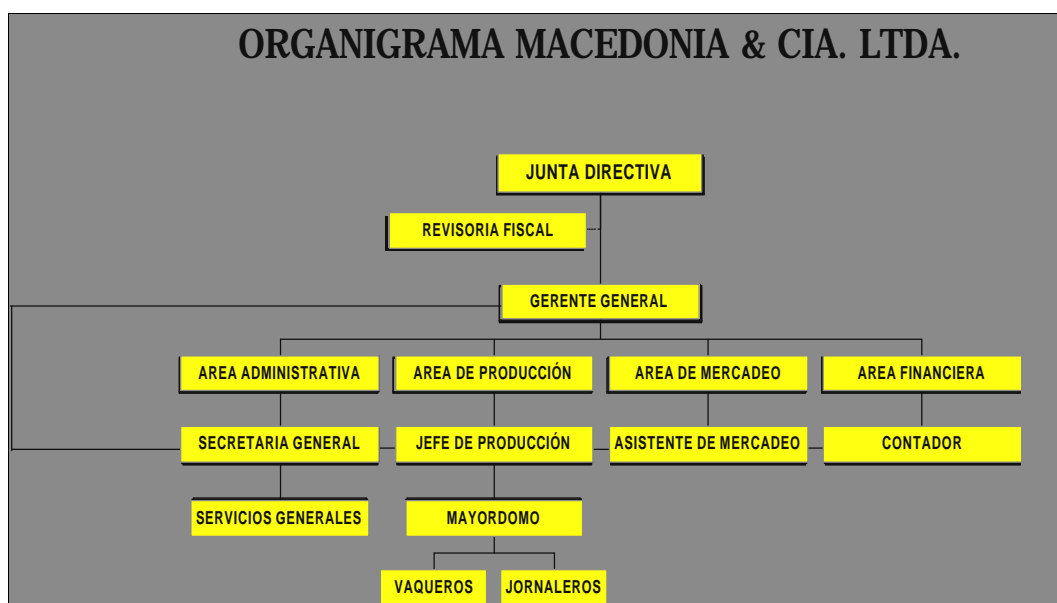 ORGANIGRAMA MACEDONIA & CIA. LTDA.
JUNTA DIRECTIVA
REVISORIA FISCAL
GERENTE GENERAL
AREA ADMINISTRATIVA
AREA DE PRODUCCIÓN
AREA DE MERCADEO
AREA FINANCIERA
SECRETARIA GENERAL
JEFE DE PRODUCCIÓN
ASISTENTE DE MERCADEO
CONTADOR
SERVICIOS GENERALES
MAYORDOMO
VAQUEROS
JORNALEROS